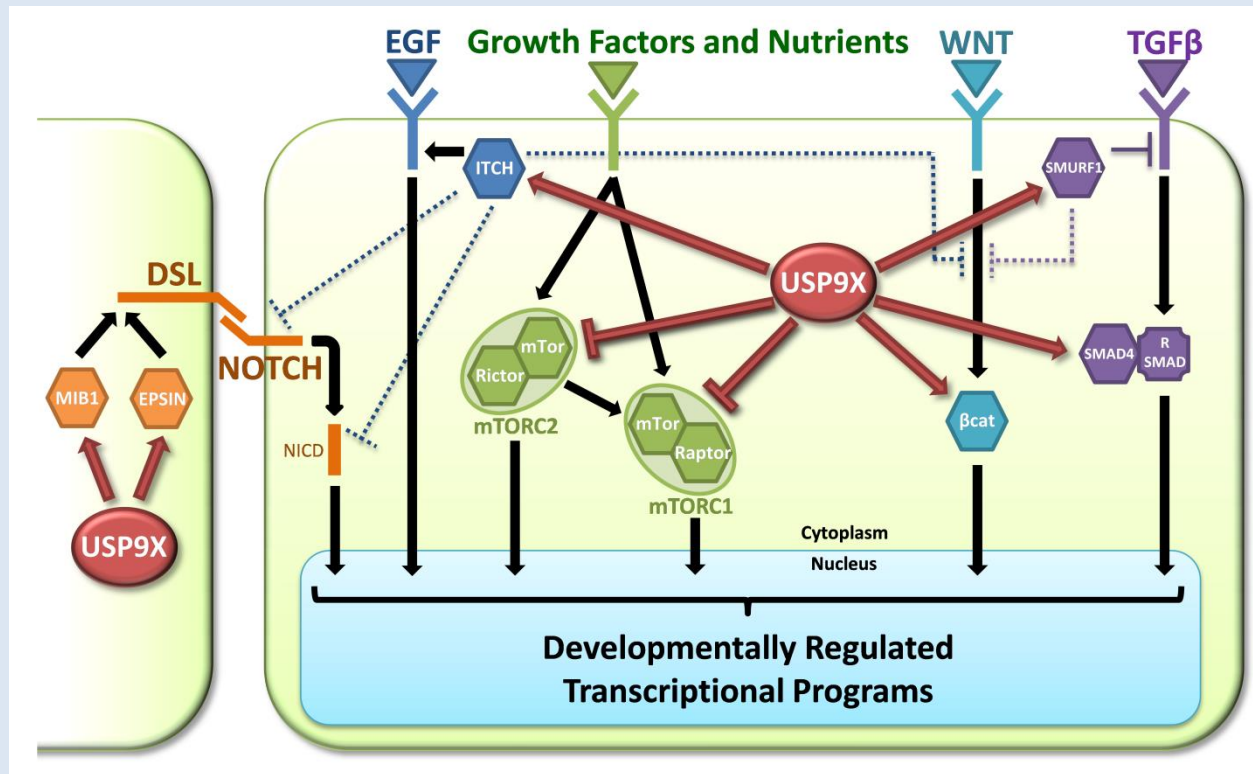 EGF
Growth Factors and Nutrients
WNT
TGFβ
ITCH
SMURF1
USP9X
DSL
NOTCH
MIB1
EPSIN
NICD
USP9X
mTor
Rictor
mTORC2
mTor
Raptor
mTORC1
βcat
SMAD4
R
SMAD
Cytoplasm
Nucleus
Developmentally Regulated
Transcriptional Programs